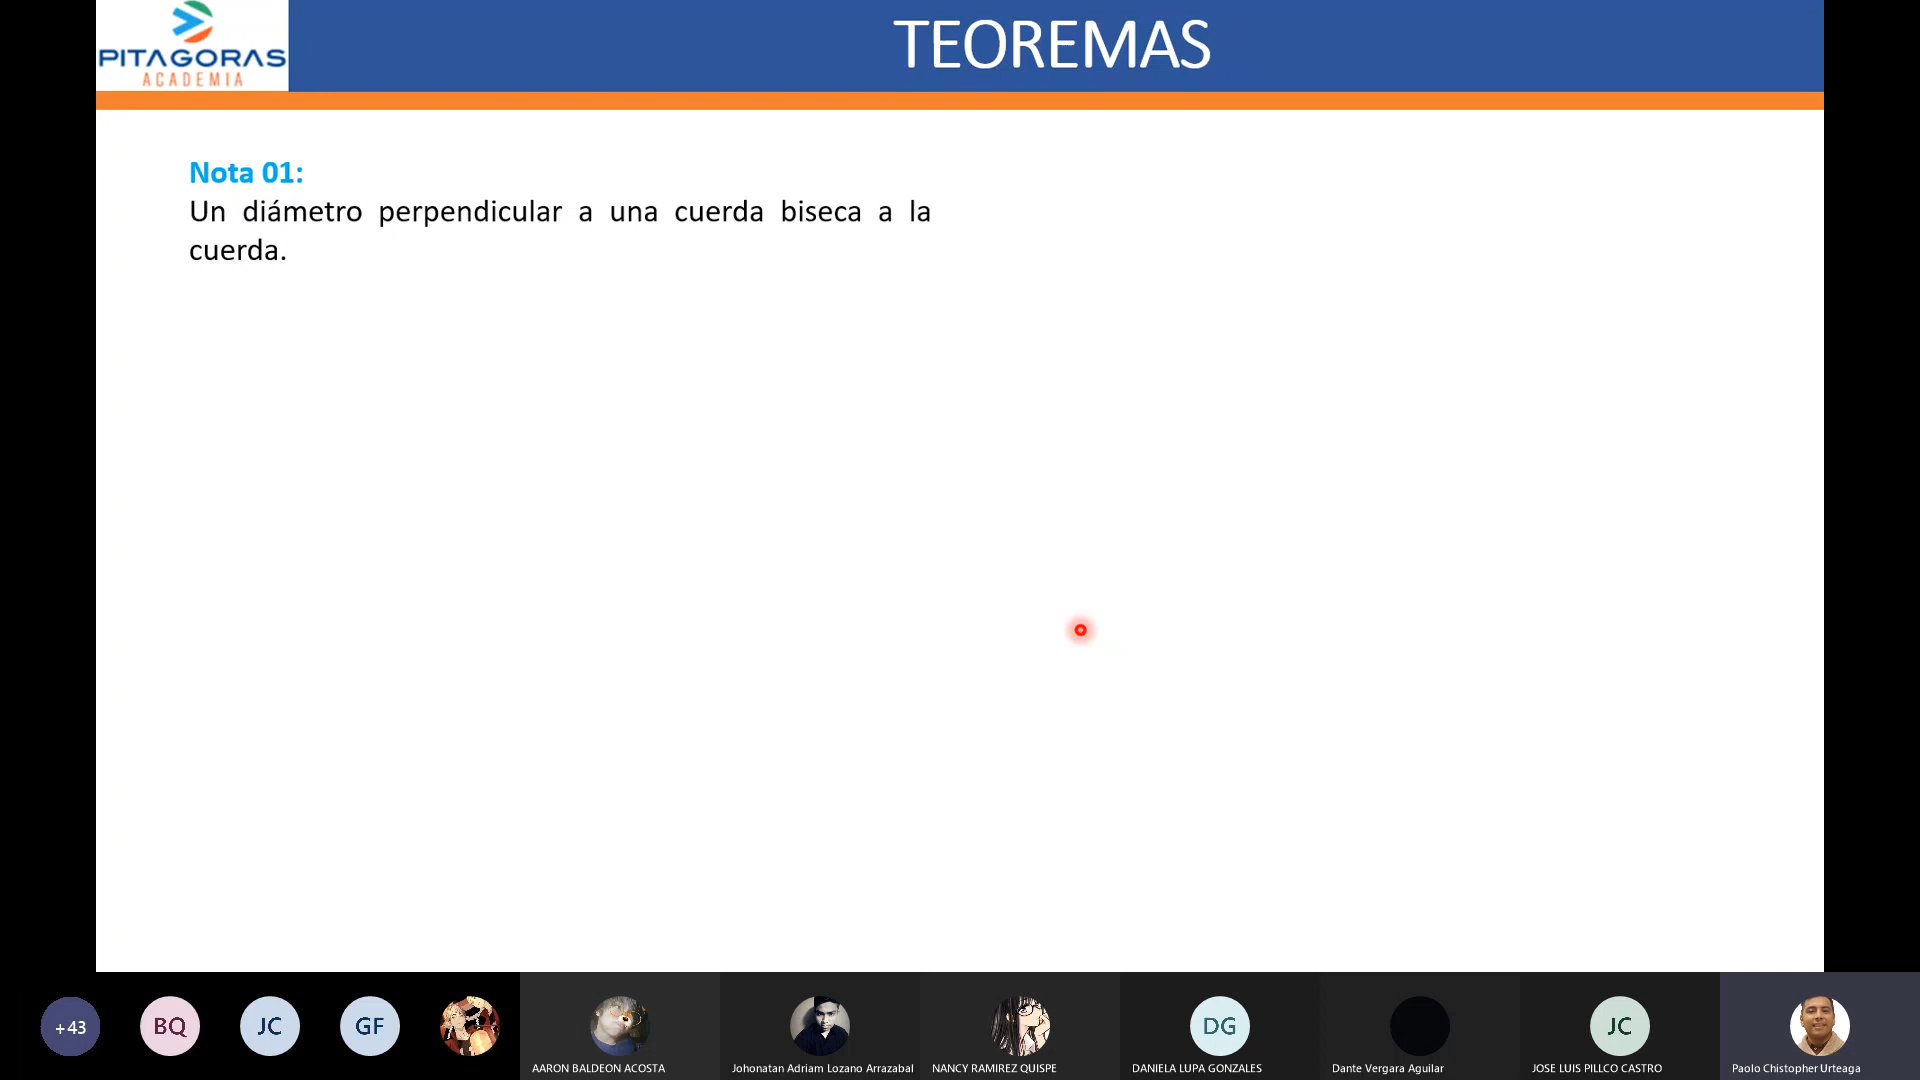 PITAGORAS
ACADEMIA
TEOREMAS
Nota 01:
Un diámetro perpendicular a una cuerda biseca a la
cuerda.
+43
BQ
JC
GF
DG
JC
AARON BALDEON ACOSTA
Johonatan Adriam Lozano Arrazabal
NANCY RAMIREZ QUISPE
DANIELA LUPA GONZALES
Dante Vergara Aguilar
JOSE LUIS PILLCO CASTRO
Paolo Chistopher Urteaga